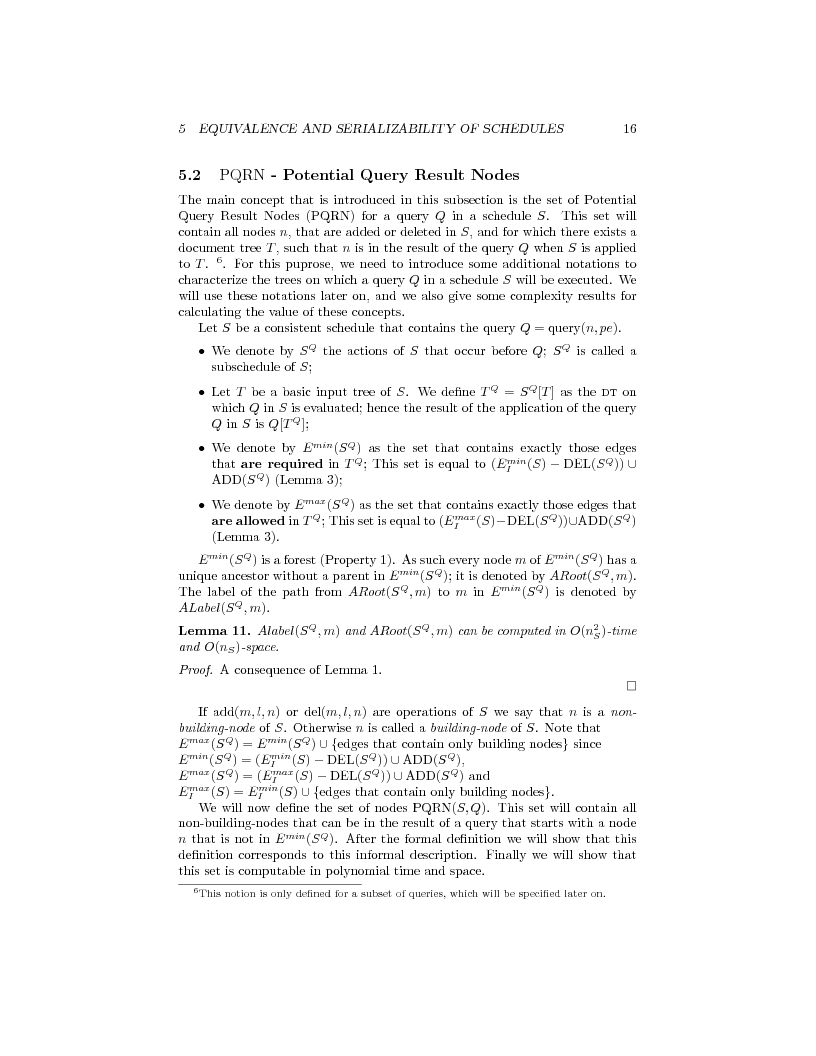 5 EQUIVALENCE AND SERIALIZABILITY OF SCHEDULES 16
5.2 PQRN - Potential Query Result Nodes
The main concept that is introduced in this subsection is the set of Potential
Query Result Nodes (PQRN) for a query Q in a schedule S. This set will
contain all nodes n, that are added or deleted in S, and for which there exists a
document tree T, such that n is in the result of the query Q when S is applied
to T. ⁶. For this puprose, we need to introduce some additional notations to
characterize the trees on which a query Q in a schedule S will be executed. We
will use these notations later on, and we also give some complexity results for
calculating the value of these concepts.
Let S be a consistent schedule that contains the query Q = query(n, pe).
• We denote by S^Q the actions of S that occur before Q; S^Q is called a
subschedule of S;
• Let T be a basic input tree of S. We define T^Q = S^Q[T] as the DT on
which Q in S is evaluated; hence the result of the application of the query
Q in S is Q[T^Q];
• We denote by E^min(S^Q) as the set that contains exactly those edges
that are required in T^Q; This set is equal to (E_I^min(S) − DEL(S^Q)) ∪
ADD(S^Q) (Lemma 3);
• We denote by E^max(S^Q) as the set that contains exactly those edges that
are allowed in T^Q; This set is equal to (E_I^max(S)−DEL(S^Q))∪ADD(S^Q)
(Lemma 3).
E^min(S^Q) is a forest (Property 1). As such every node m of E^min(S^Q) has a
unique ancestor without a parent in E^min(S^Q); it is denoted by ARoot(S^Q, m).
The label of the path from ARoot(S^Q, m) to m in E^min(S^Q) is denoted by
ALabel(S^Q, m).
Lemma 11. Alabel(S^Q, m) and ARoot(S^Q, m) can be computed in O(n_S^2)-time
and O(n_S)-space.
Proof. A consequence of Lemma 1.
□
If add(m, l, n) or del(m, l, n) are operations of S we say that n is a non-
building-node of S. Otherwise n is called a building-node of S. Note that
E^max(S^Q) = E^min(S^Q) ∪ {edges that contain only building nodes} since
E^min(S^Q) = (E_I^min(S) − DEL(S^Q)) ∪ ADD(S^Q),
E^max(S^Q) = (E_I^max(S) − DEL(S^Q)) ∪ ADD(S^Q) and
E_I^max(S) = E_I^min(S) ∪ {edges that contain only building nodes}.
We will now define the set of nodes PQRN(S, Q). This set will contain all
non-building-nodes that can be in the result of a query that starts with a node
n that is not in E^min(S^Q). After the formal definition we will show that this
definition corresponds to this informal description. Finally we will show that
this set is computable in polynomial time and space.
⁶This notion is only defined for a subset of queries, which will be specified later on.